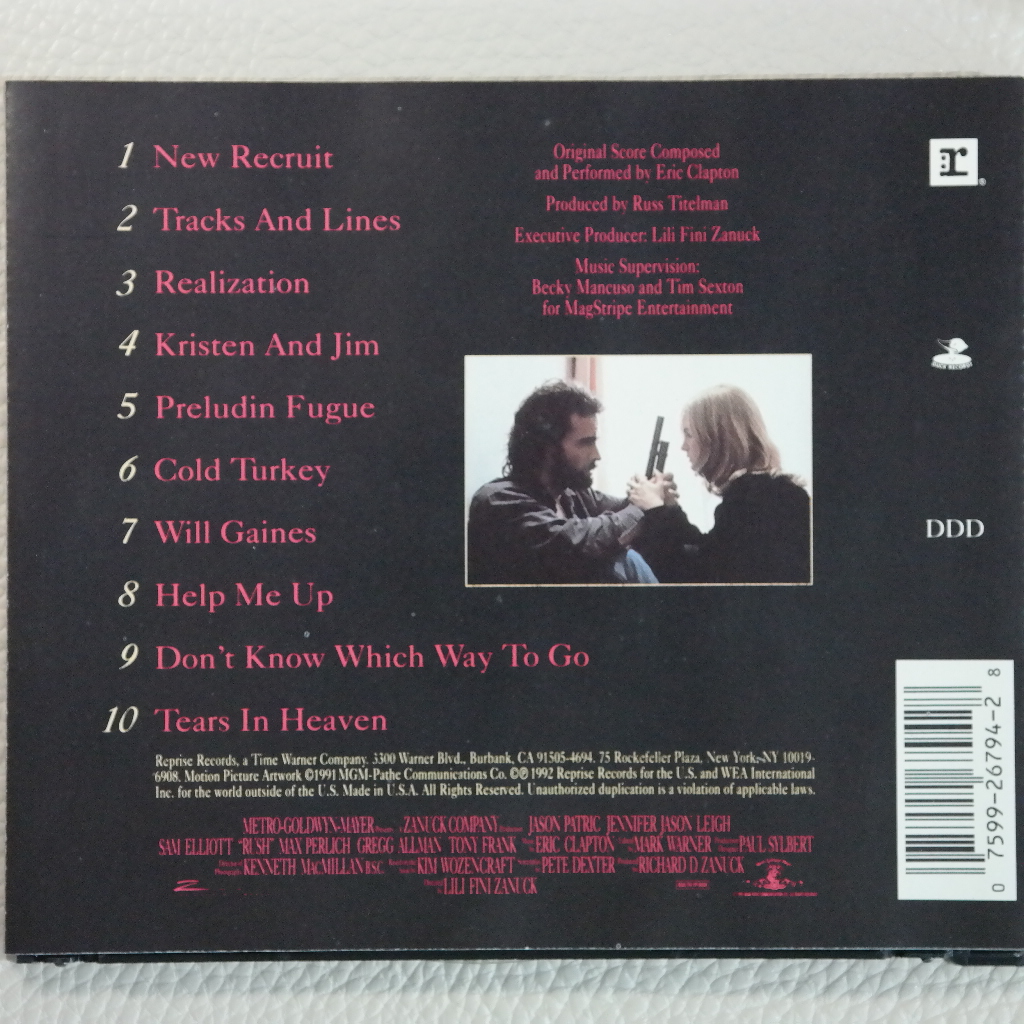 1 New Recruit
2 Tracks And Lines
3 Realization
4 Kristen And Jim
5 Preludin Fugue
6 Cold Turkey
7 Will Gaines
8 Help Me Up
9 Don't Know Which Way To Go
10 Tears In Heaven
Original Score Composed
and Performed by Eric Clapton
Produced by Russ Titelman
Executive Producer: Lili Fini Zanuck
Music Supervision:
Becky Mancuso and Tim Sexton
for MagStripe Entertainment
r®
DDD
0 7599-26794-2 8
Reprise Records, a Time Warner Company. 3300 Warner Blvd., Burbank, CA 91505-4694. 75 Rockefeller Plaza, New York, NY 10019-
6908. Motion Picture Artwork ©1991 MGM-Pathe Communications Co. ©℗ 1992 Reprise Records for the U.S. and WEA International
Inc. for the world outside of the U.S. Made in U.S.A. All Rights Reserved. Unauthorized duplication is a violation of applicable laws.
METRO-GOLDWYN-MAYER ZANUCK COMPANY JASON PATRIC JENNIFER JASON LEIGH
SAM ELLIOTT "RUSH" MAX PERLICH GREGG ALLMAN TONY FRANK ERIC CLAPTON MARK WARNER PAUL SYLBERT
KENNETH MACMILLAN BSC. KIM WOZENCRAFT PETE DEXTER RICHARD D ZANUCK
LILI FINI ZANUCK